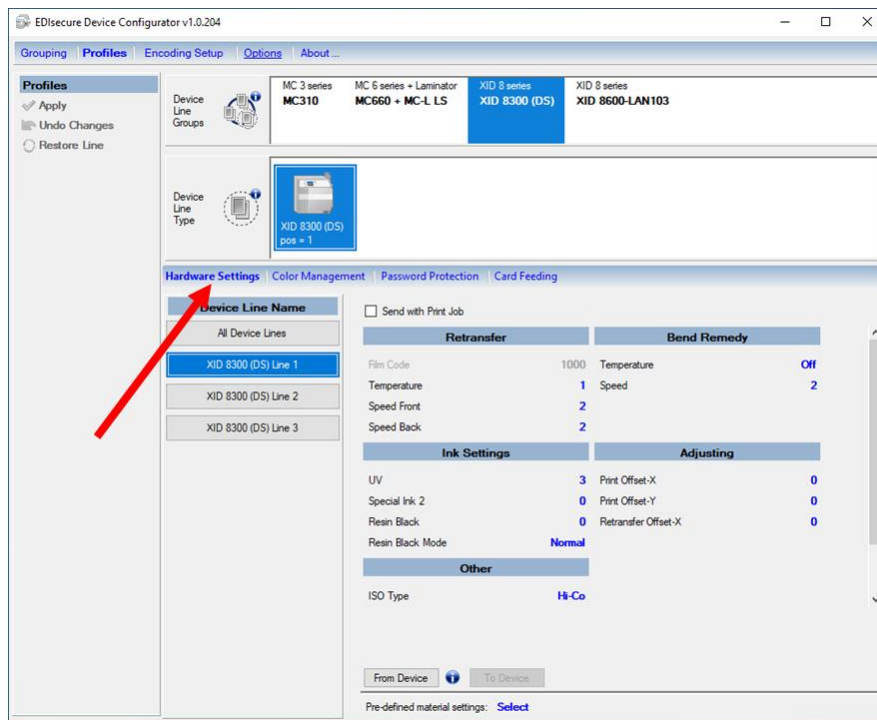 EDIsecure Device Configurator v1.0.204
Grouping Profiles Encoding Setup Options About ...
Profiles
Apply
Undo Changes
Restore Line
Device
Line
Groups
MC 3 series
MC310
MC 6 series + Laminator
MC660 + MC-L LS
XID 8 series
XID 8300 (DS)
XID 8 series
XID 8600-LAN103
Device
Line
Type
XID 8300 (DS)
pos = 1
Hardware Settings Color Management Password Protection Card Feeding
Device Line Name
All Device Lines
XID 8300 (DS) Line 1
XID 8300 (DS) Line 2
XID 8300 (DS) Line 3
Send with Print Job
Retransfer
Film Code 1000
Temperature 1
Speed Front 2
Speed Back 2
Bend Remedy
Temperature Off
Speed 2
Ink Settings
UV 3
Special Ink 2 0
Resin Black 0
Resin Black Mode Normal
Adjusting
Print Offset-X 0
Print Offset-Y 0
Retransfer Offset-X 0
Other
ISO Type Hi-Co
From Device To Device
Pre-defined material settings: Select